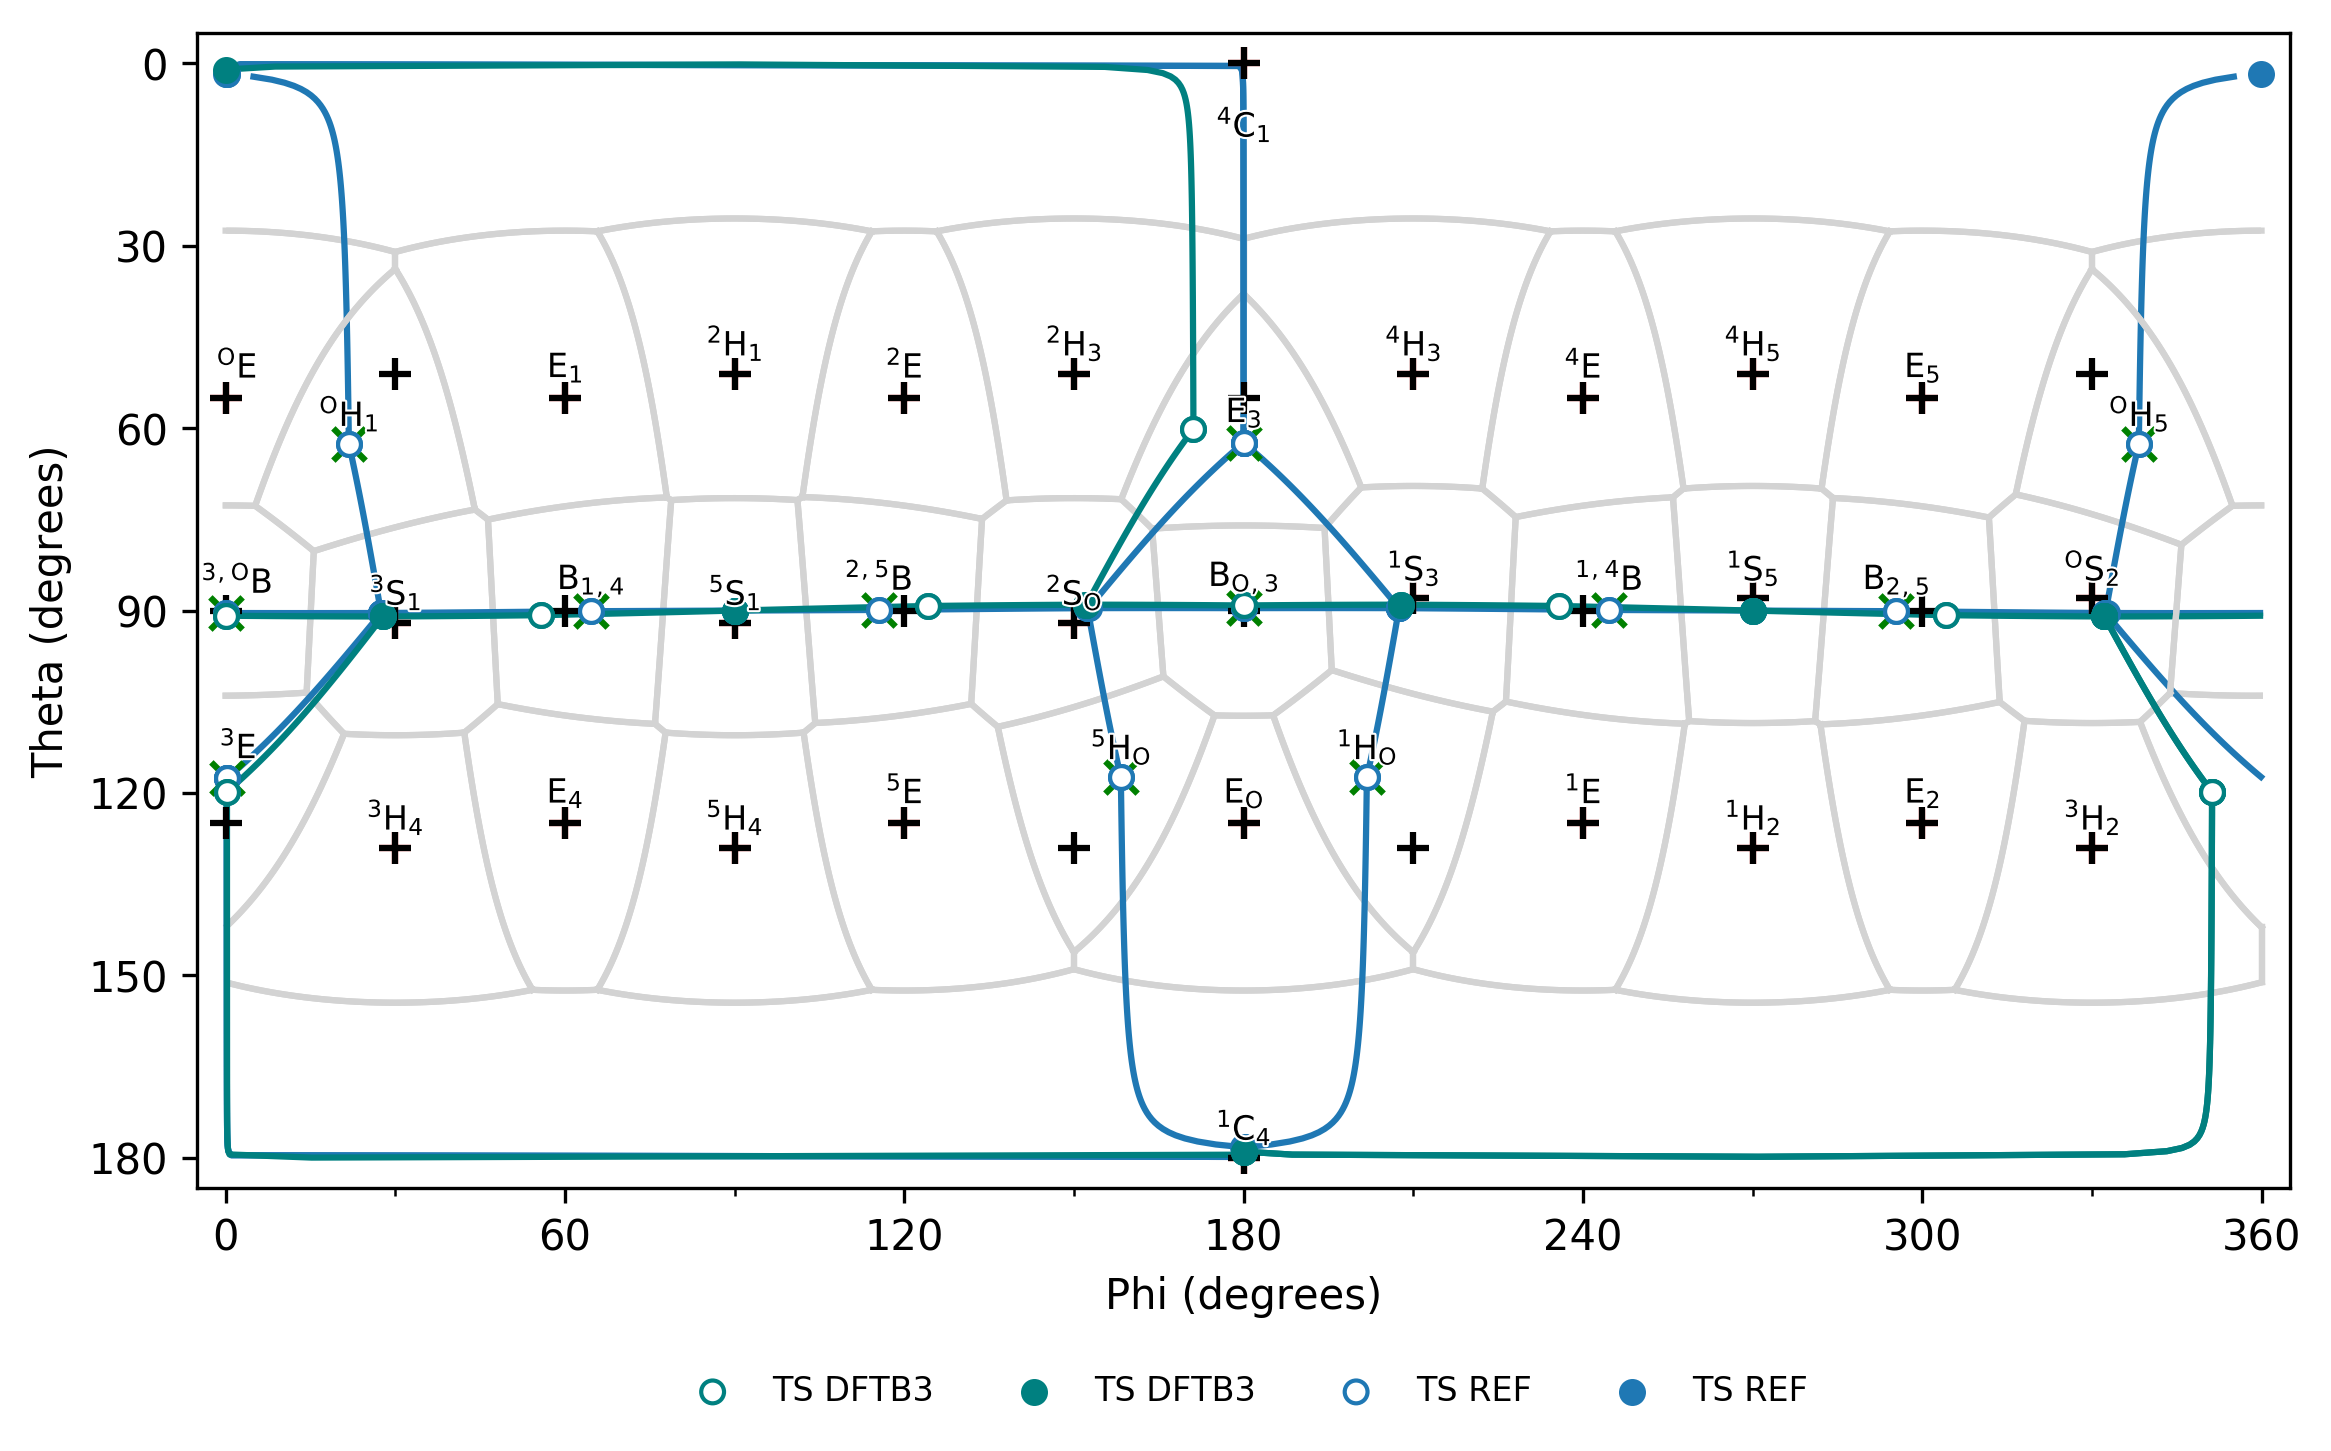 0
30
60
90
120
150
180
Theta (degrees)
⁴C₁
ᴼE
E₁
²H₁
²E
²H₃
⁴H₃
⁴E
⁴H₅
E₅
ᴼH₁
E₃
ᴼH₅
³,ᴼB
³S₁
B₁,₄
⁵S₁
²,⁵B
²Sₒ
Bₒ,₃
¹S₃
¹,⁴B
¹S₅
B₂,₅
ᴼS₂
³E
⁵Hₒ
¹Hₒ
³H₄
E₄
⁵H₄
⁵E
Eₒ
¹E
¹H₂
E₂
³H₂
¹C₄
0 60 120 180 240 300 360
Phi (degrees)
TS DFTB3 TS DFTB3 TS REF TS REF